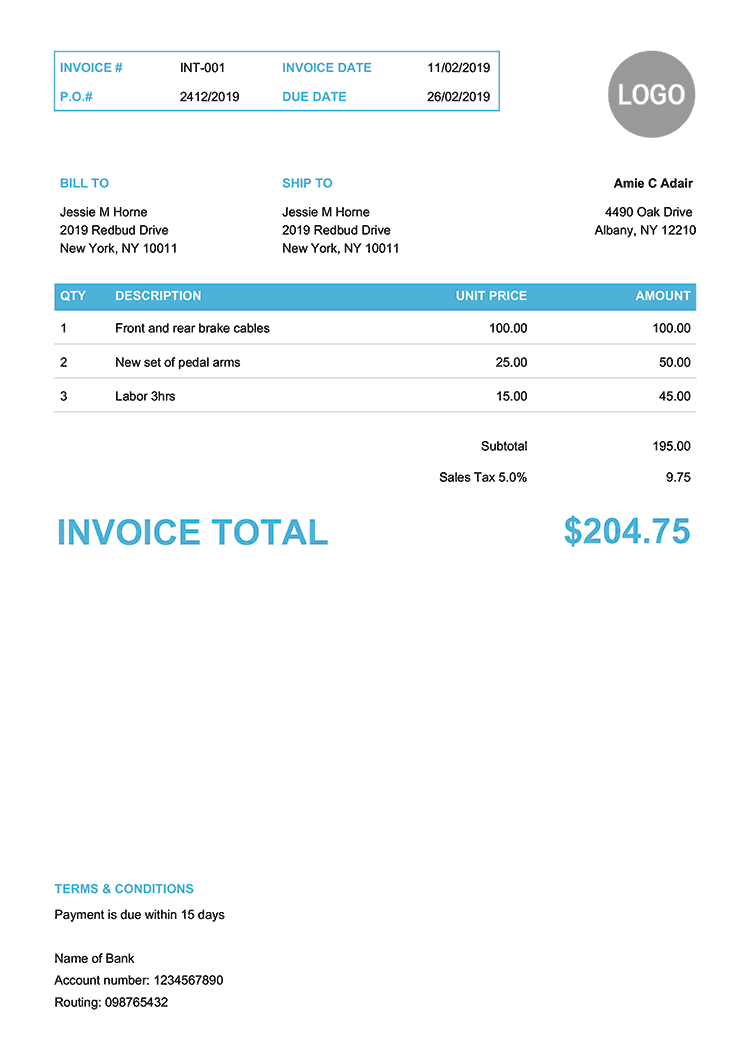 INVOICE # INT-001 INVOICE DATE 11/02/2019
P.O.# 2412/2019 DUE DATE 26/02/2019
LOGO
BILL TO SHIP TO Amie C Adair
Jessie M Horne Jessie M Horne 4490 Oak Drive
2019 Redbud Drive 2019 Redbud Drive Albany, NY 12210
New York, NY 10011 New York, NY 10011
QTY DESCRIPTION UNIT PRICE AMOUNT
1 Front and rear brake cables 100.00 100.00
2 New set of pedal arms 25.00 50.00
3 Labor 3hrs 15.00 45.00
Subtotal 195.00
Sales Tax 5.0% 9.75
INVOICE TOTAL $204.75
TERMS & CONDITIONS
Payment is due within 15 days
Name of Bank
Account number: 1234567890
Routing: 098765432